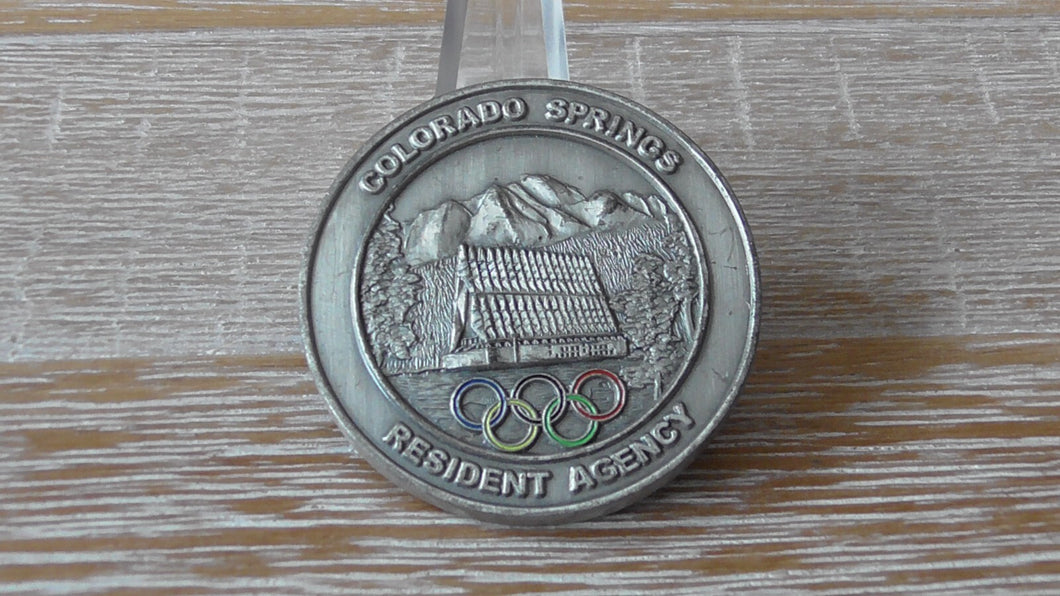 COLORADO SPRINGS
RESIDENT AGENCY